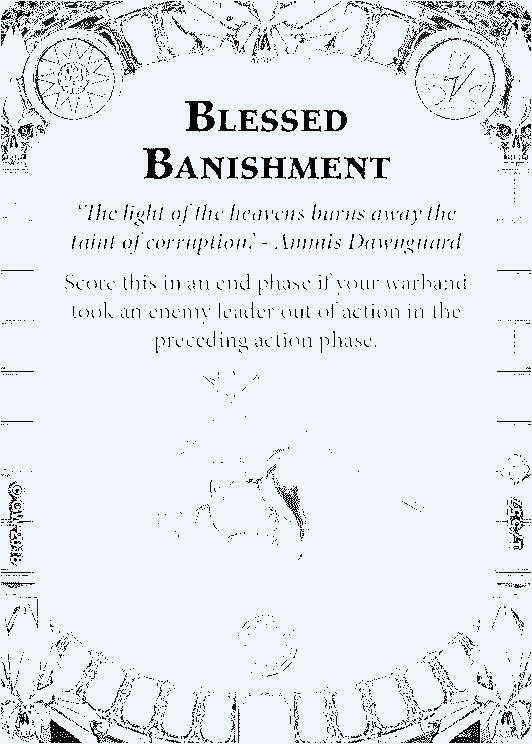 BLESSED
BANISHMENT
'The light of the heavens burns away the
taint of corruption.' - Ammis Dawnguard
Score this in an end phase if your warband
took an enemy leader out of action in the
preceding action phase.